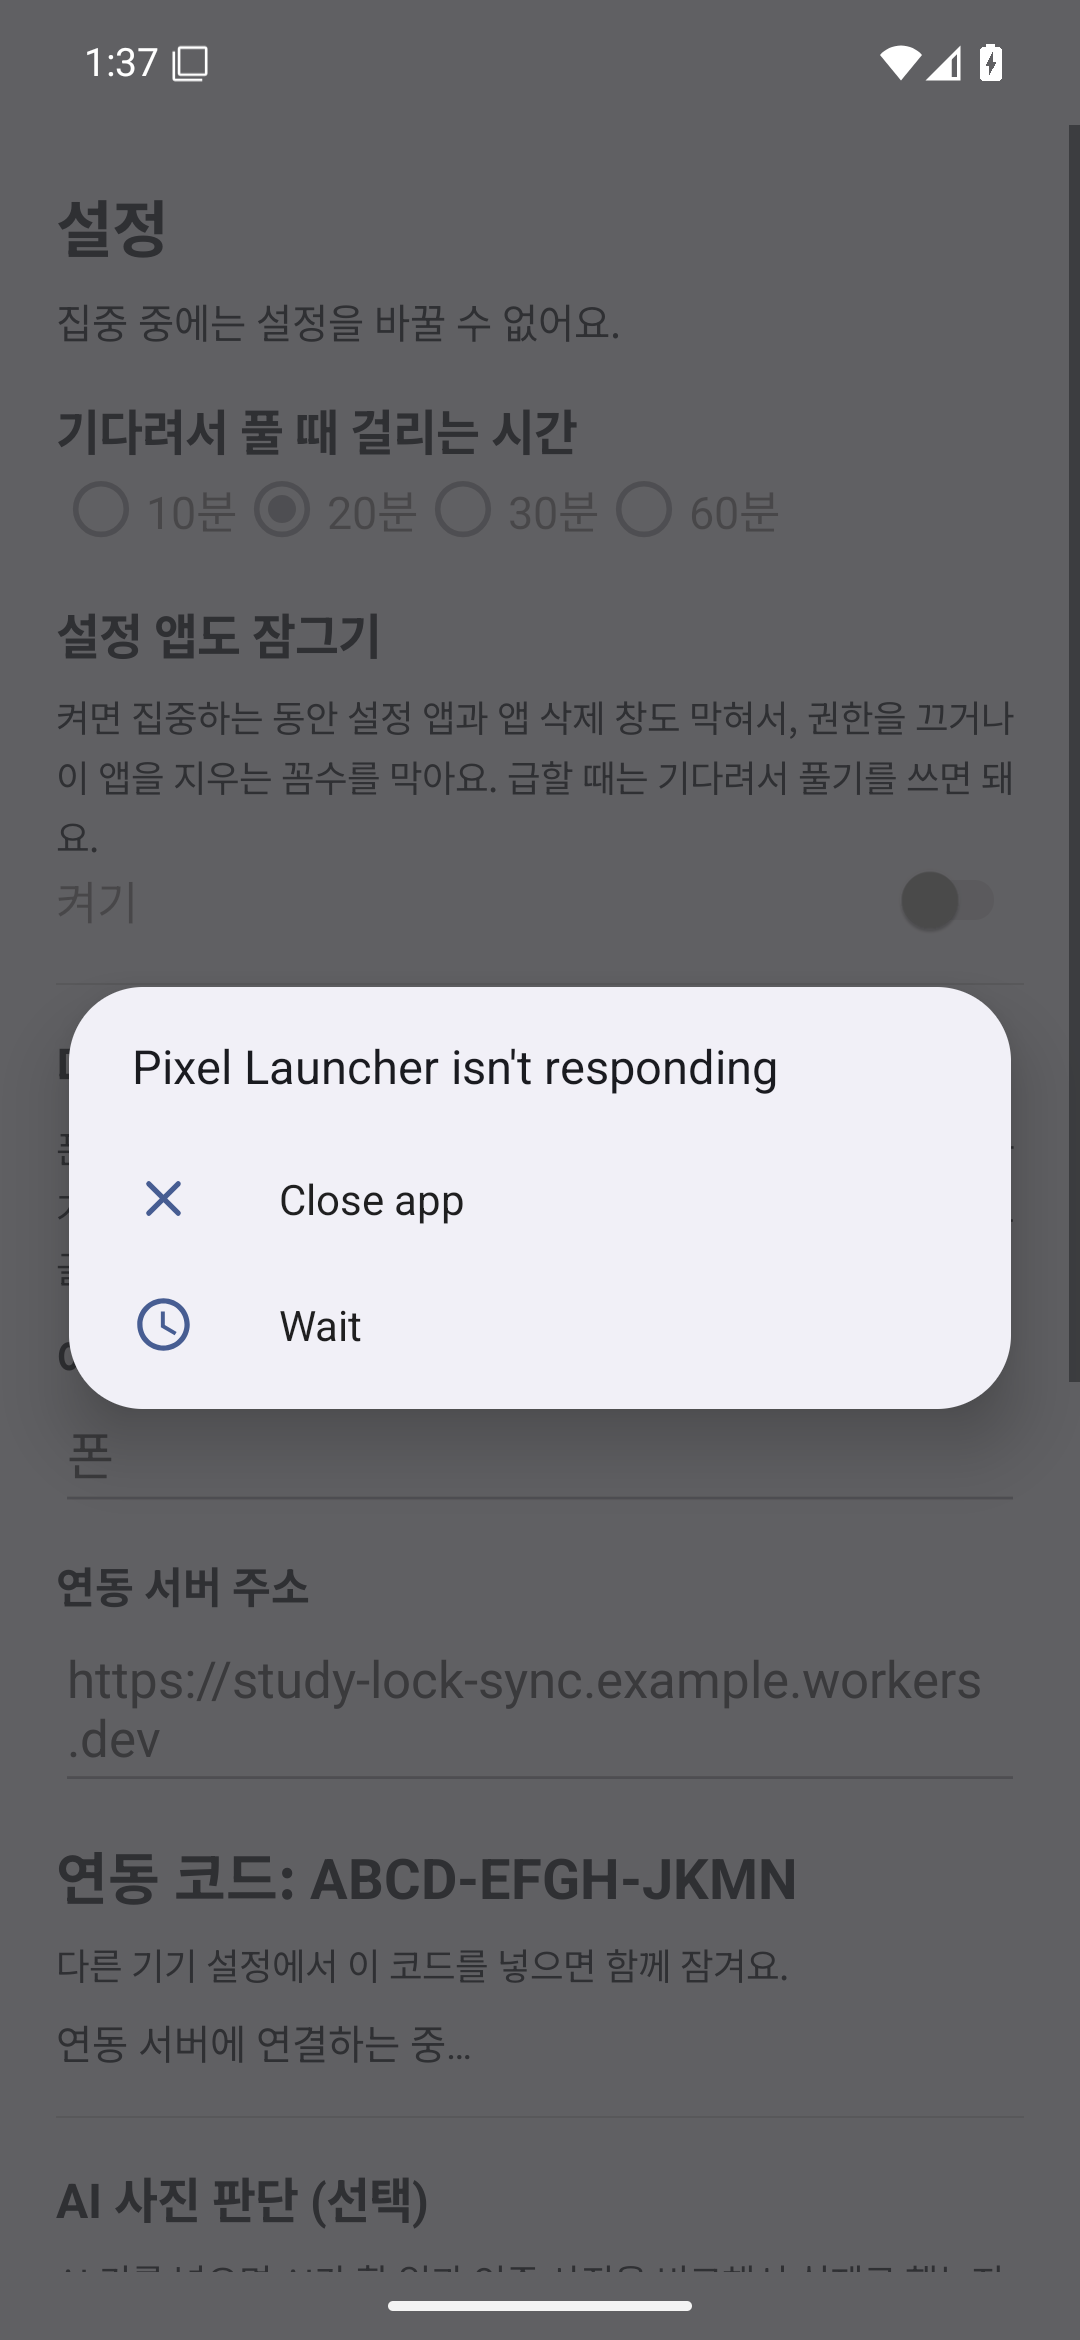 1:37
설정
집중 중에는 설정을 바꿀 수 없어요.
기다려서 풀 때 걸리는 시간
10분 20분 30분 60분
설정 앱도 잠그기
켜면 집중하는 동안 설정 앱과 앱 삭제 창도 막혀서, 권한을 끄거나
이 앱을 지우는 꼼수를 막아요. 급할 때는 기다려서 풀기를 쓰면 돼
요.
켜기
Pixel Launcher isn't responding
Close app
Wait
폰
연동 서버 주소
https://study-lock-sync.example.workers
.dev
연동 코드: ABCD-EFGH-JKMN
다른 기기 설정에서 이 코드를 넣으면 함께 잠겨요.
연동 서버에 연결하는 중...
AI 사진 판단 (선택)